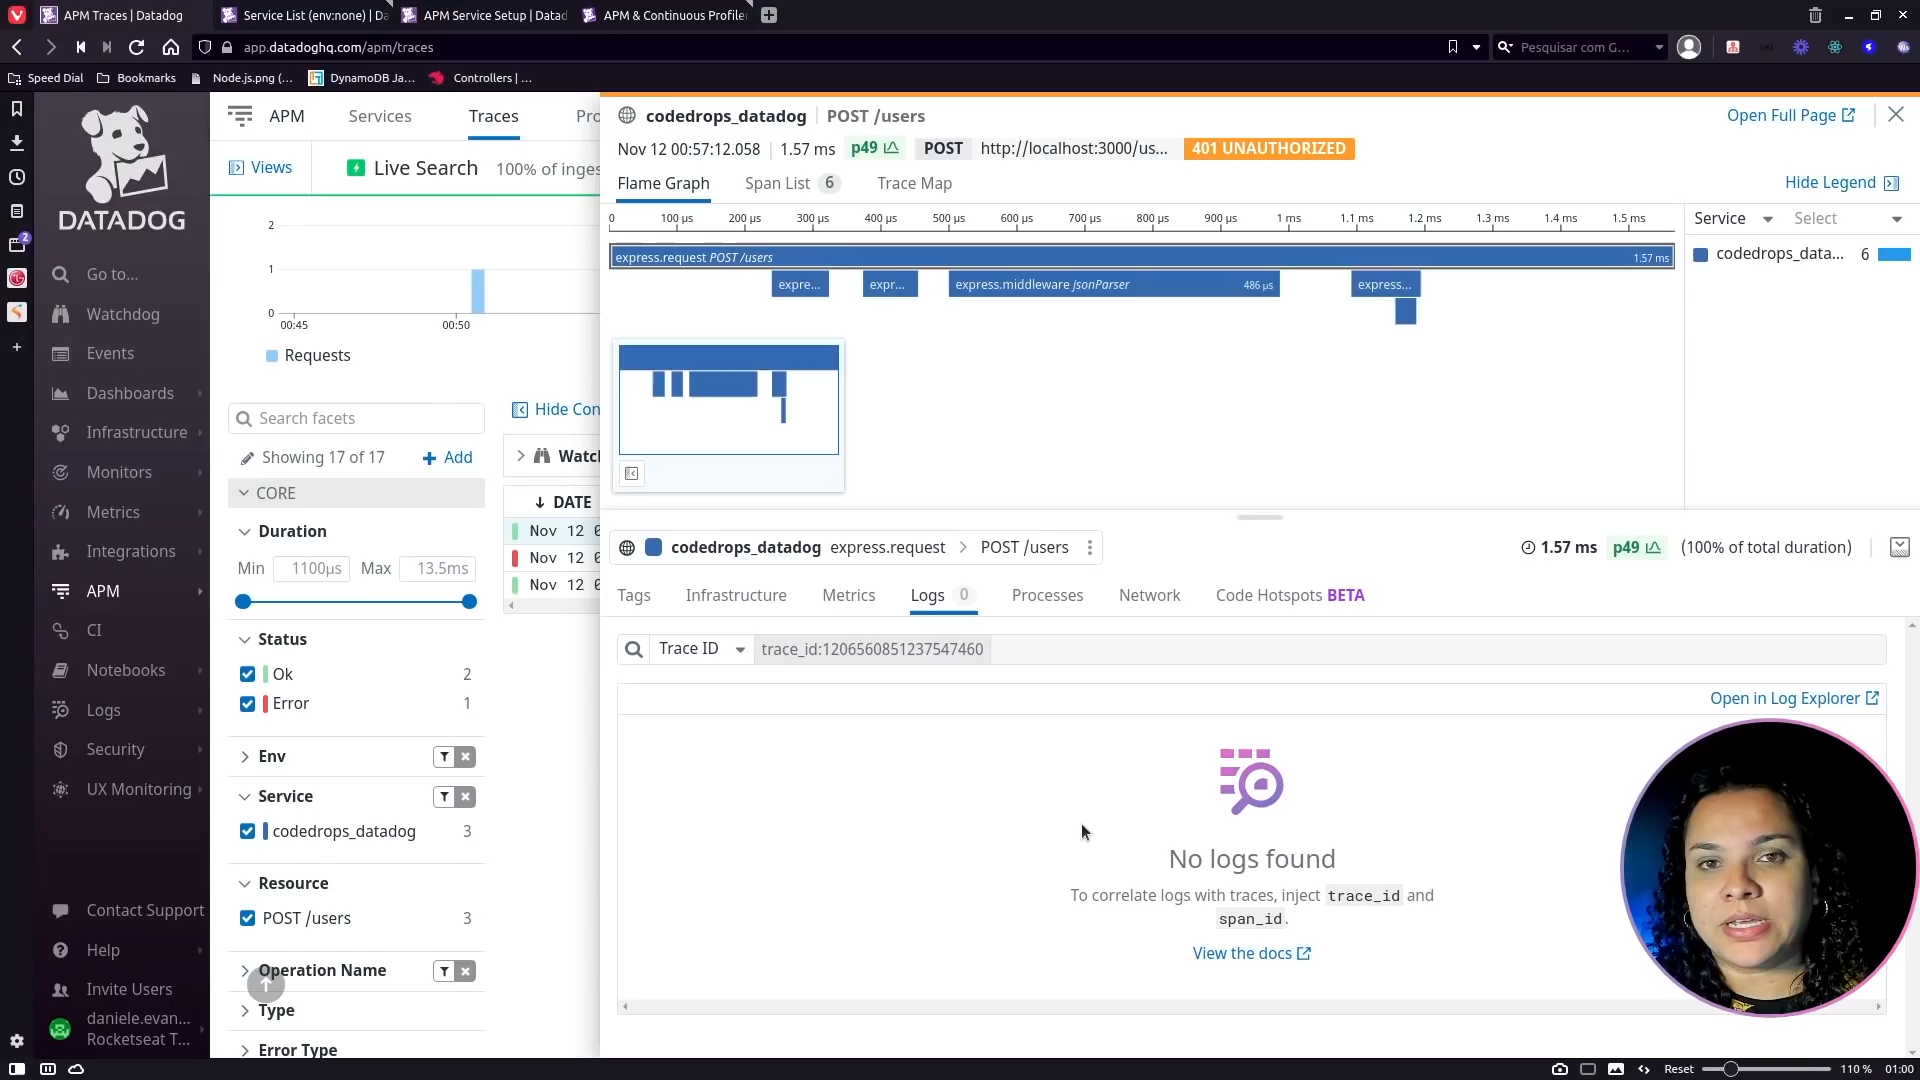 APM Traces | Datadog
Service List (env:none) | Da
APM Service Setup | Datad
APM & Continuous Profiler
app.datadoghq.com/apm/traces
Pesquisar com G...
Speed Dial
Bookmarks
Node.js.png (...
DynamoDB Ja...
Controllers | ...
2
DATADOG
Go to...
Watchdog
Events
Dashboards
Infrastructure
Monitors
Metrics
Integrations
APM
CI
Notebooks
Logs
Security
UX Monitoring
Contact Support
Help
Invite Users
daniele.evan...
Rocketseat T...
APM
Services
Traces
Pro
Views
Live Search
100% of inges
2
1
0
00:45
00:50
Requests
Search facets
Showing 17 of 17
Add
CORE
Duration
Min 1100µs Max 13.5ms
Status
Ok 2
Error 1
Env
Service
codedrops_datadog 3
Resource
POST /users 3
Operation Name
Type
Error Type
Hide Con
Watc
DATE
Nov 12 0
Nov 12 0
Nov 12 0
codedrops_datadog POST /users
Open Full Page
Nov 12 00:57:12.058 1.57 ms p49 POST http://localhost:3000/us... 401 UNAUTHORIZED
Flame Graph Span List 6 Trace Map
Hide Legend
0 100 µs 200 µs 300 µs 400 µs 500 µs 600 µs 700 µs 800 µs 900 µs 1 ms 1.1 ms 1.2 ms 1.3 ms 1.4 ms 1.5 ms
Service Select
express.request POST /users 1.57 ms
codedrops_data... 6
expre... expr... express.middleware jsonParser 486 µs express...
codedrops_datadog express.request POST /users
1.57 ms p49 (100% of total duration)
Tags Infrastructure Metrics Logs 0 Processes Network Code Hotspots BETA
Trace ID trace_id:1206560851237547460
Open in Log Explorer
No logs found
To correlate logs with traces, inject trace_id and
span_id.
View the docs
Reset 110 % 01:00